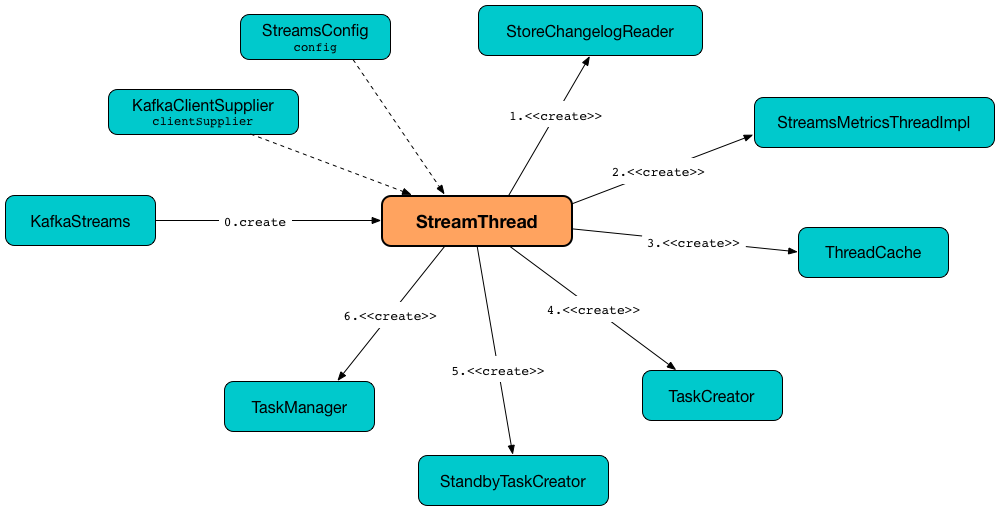 StreamsConfig
config
StoreChangelogReader
KafkaClientSupplier
clientSupplier
1.<<create>>
StreamsMetricsThreadImpl
2.<<create>>
KafkaStreams
0.create
StreamThread
3.<<create>>
ThreadCache
6.<<create>>
4.<<create>>
5.<<create>>
TaskManager
TaskCreator
StandbyTaskCreator